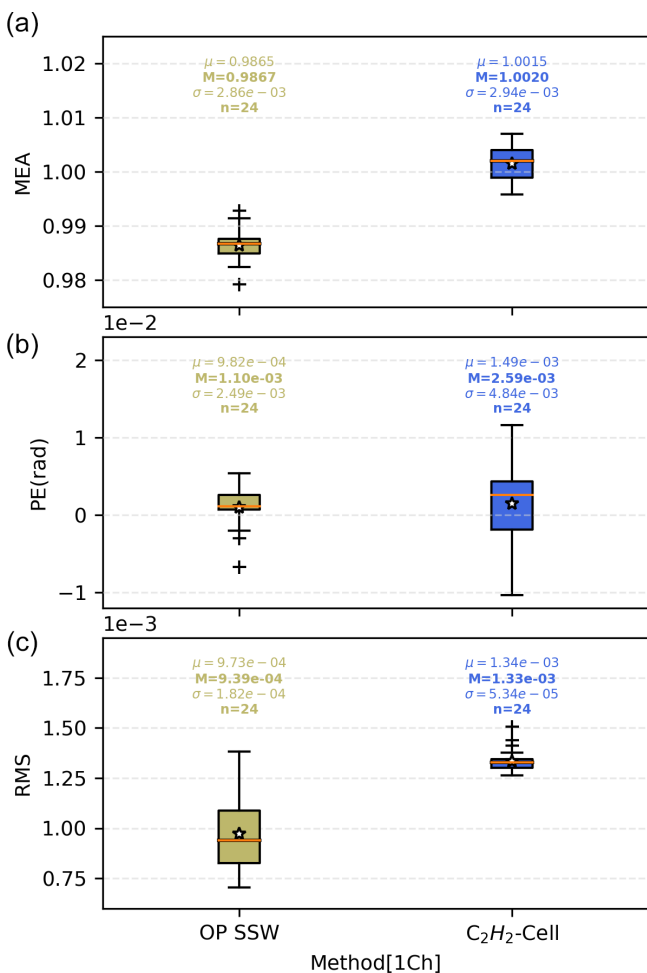 (a)
MEA
1.02
1.01
1.00
0.99
0.98
μ = 0.9865
M=0.9867
σ = 2.86e − 03
n=24
μ = 1.0015
M=1.0020
σ = 2.94e − 03
n=24
1e−2
(b)
PE(rad)
2
1
0
−1
μ = 9.82e − 04
M=1.10e-03
σ = 2.49e − 03
n=24
μ = 1.49e − 03
M=2.59e-03
σ = 4.84e − 03
n=24
1e−3
(c)
RMS
1.75
1.50
1.25
1.00
0.75
μ = 9.73e − 04
M=9.39e-04
σ = 1.82e − 04
n=24
μ = 1.34e − 03
M=1.33e-03
σ = 5.34e − 05
n=24
OP SSW
C₂H₂-Cell
Method[1Ch]